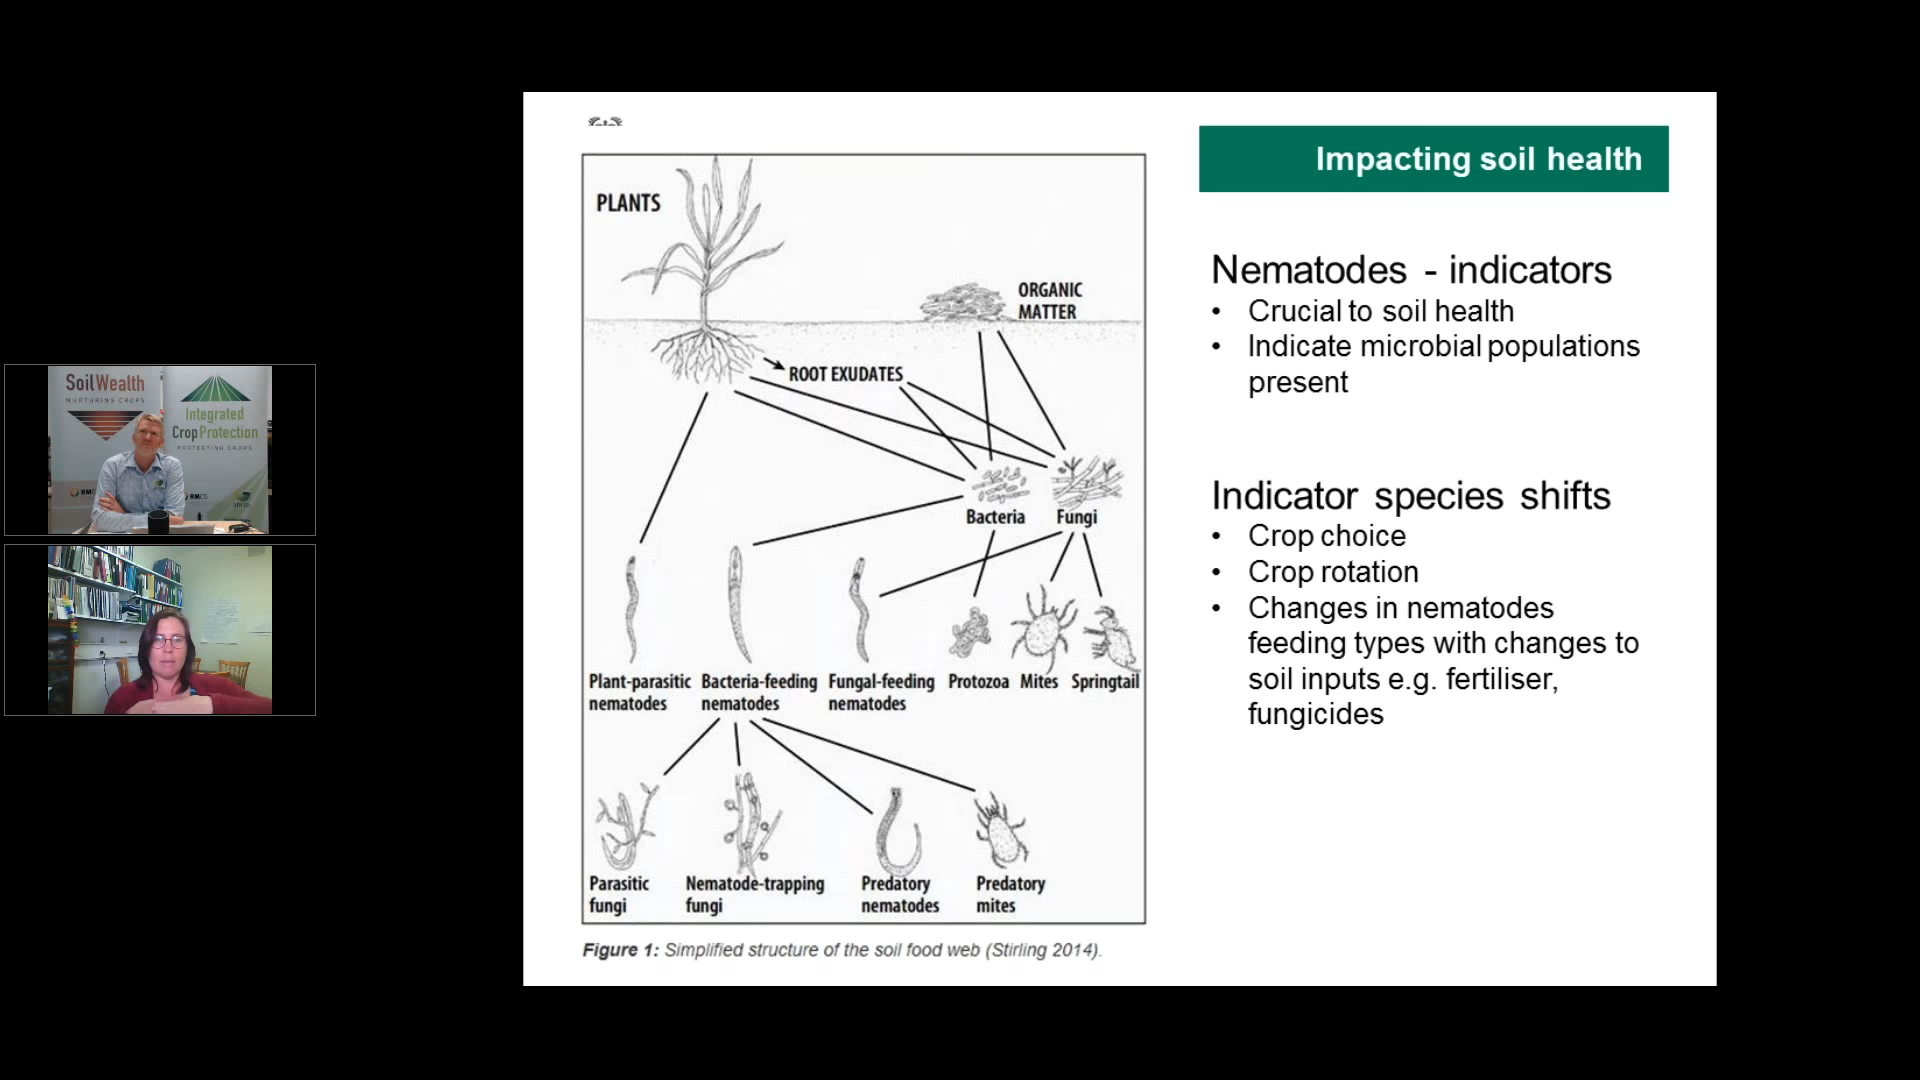 SoilWealth
NURTURING CROPS
Integrated
CropProtection
PROTECTING CROPS
RMCG
Impacting soil health
PLANTS
ORGANIC
MATTER
ROOT EXUDATES
Bacteria
Fungi
Plant-parasitic
nematodes
Bacteria-feeding
nematodes
Fungal-feeding
nematodes
Protozoa
Mites
Springtail
Parasitic
fungi
Nematode-trapping
fungi
Predatory
nematodes
Predatory
mites
Figure 1: Simplified structure of the soil food web (Stirling 2014).
Nematodes - indicators
• Crucial to soil health
• Indicate microbial populations
present
Indicator species shifts
• Crop choice
• Crop rotation
• Changes in nematodes
feeding types with changes to
soil inputs e.g. fertiliser,
fungicides